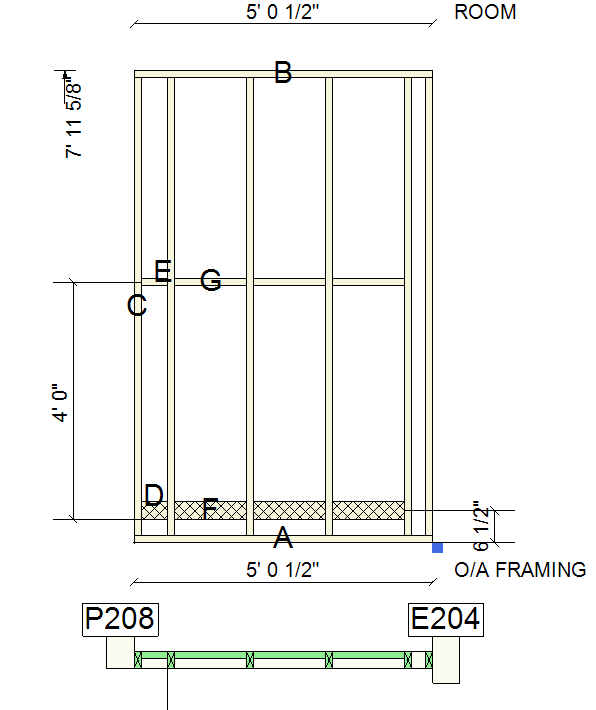 5' 0 1/2" ROOM
B
7' 11 5/8"
E
G
C
4' 0"
D
F
6 1/2"
A
5' 0 1/2" O/A FRAMING
P208 E204